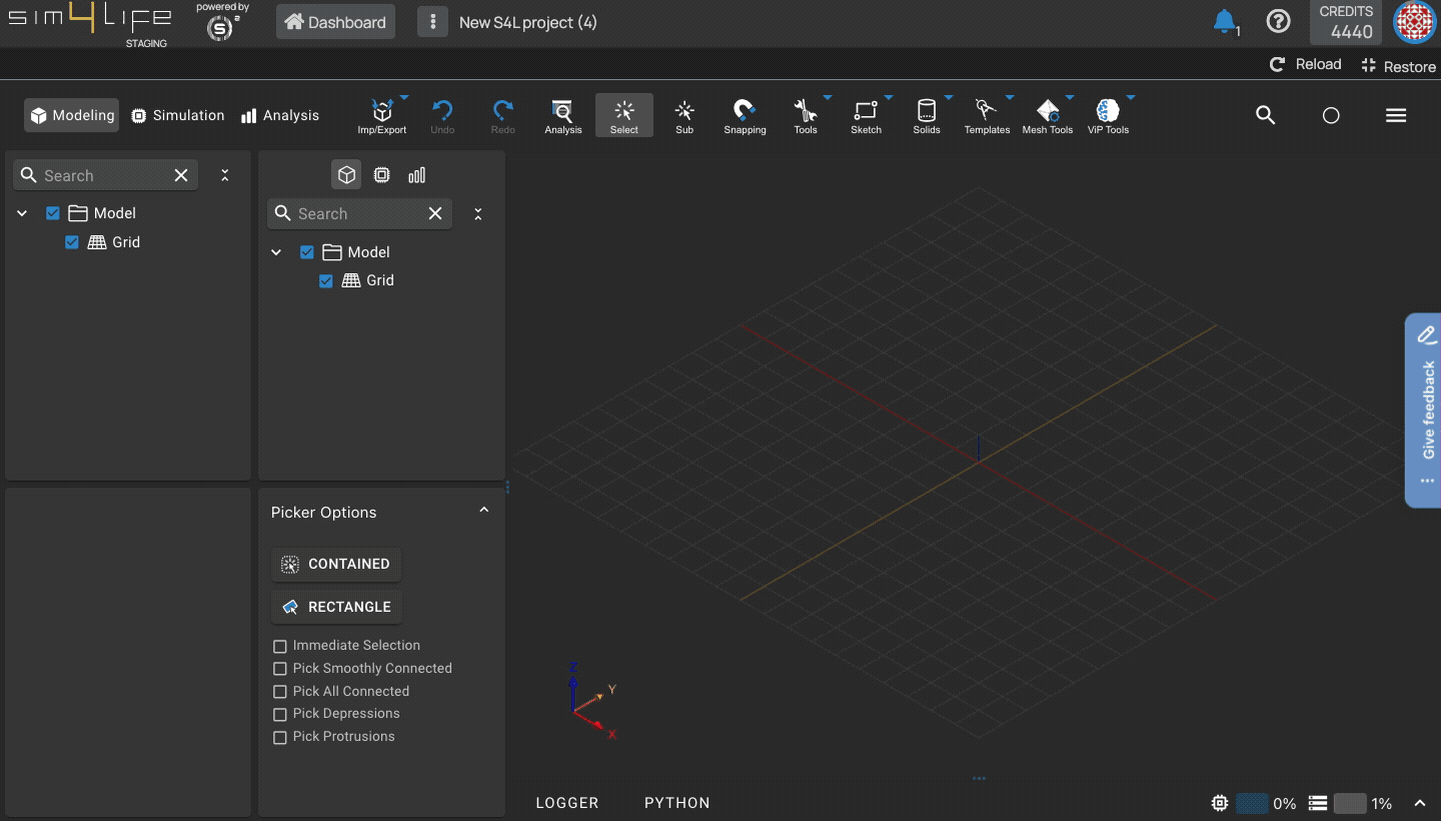 sim4LiFE
STAGING
powered by
Dashboard
New S4L project (4)
1
CREDITS
4440
Reload
Restore
Modeling
Simulation
Analysis
Imp/Export
Undo
Redo
Analysis
Select
Sub
Snapping
Tools
Sketch
Solids
Templates
Mesh Tools
ViP Tools
Search
Model
Grid
Search
Model
Grid
Give feedback
Picker Options
CONTAINED
RECTANGLE
Immediate Selection
Pick Smoothly Connected
Pick All Connected
Pick Depressions
Pick Protrusions
Z
Y
X
LOGGER
PYTHON
0%
1%